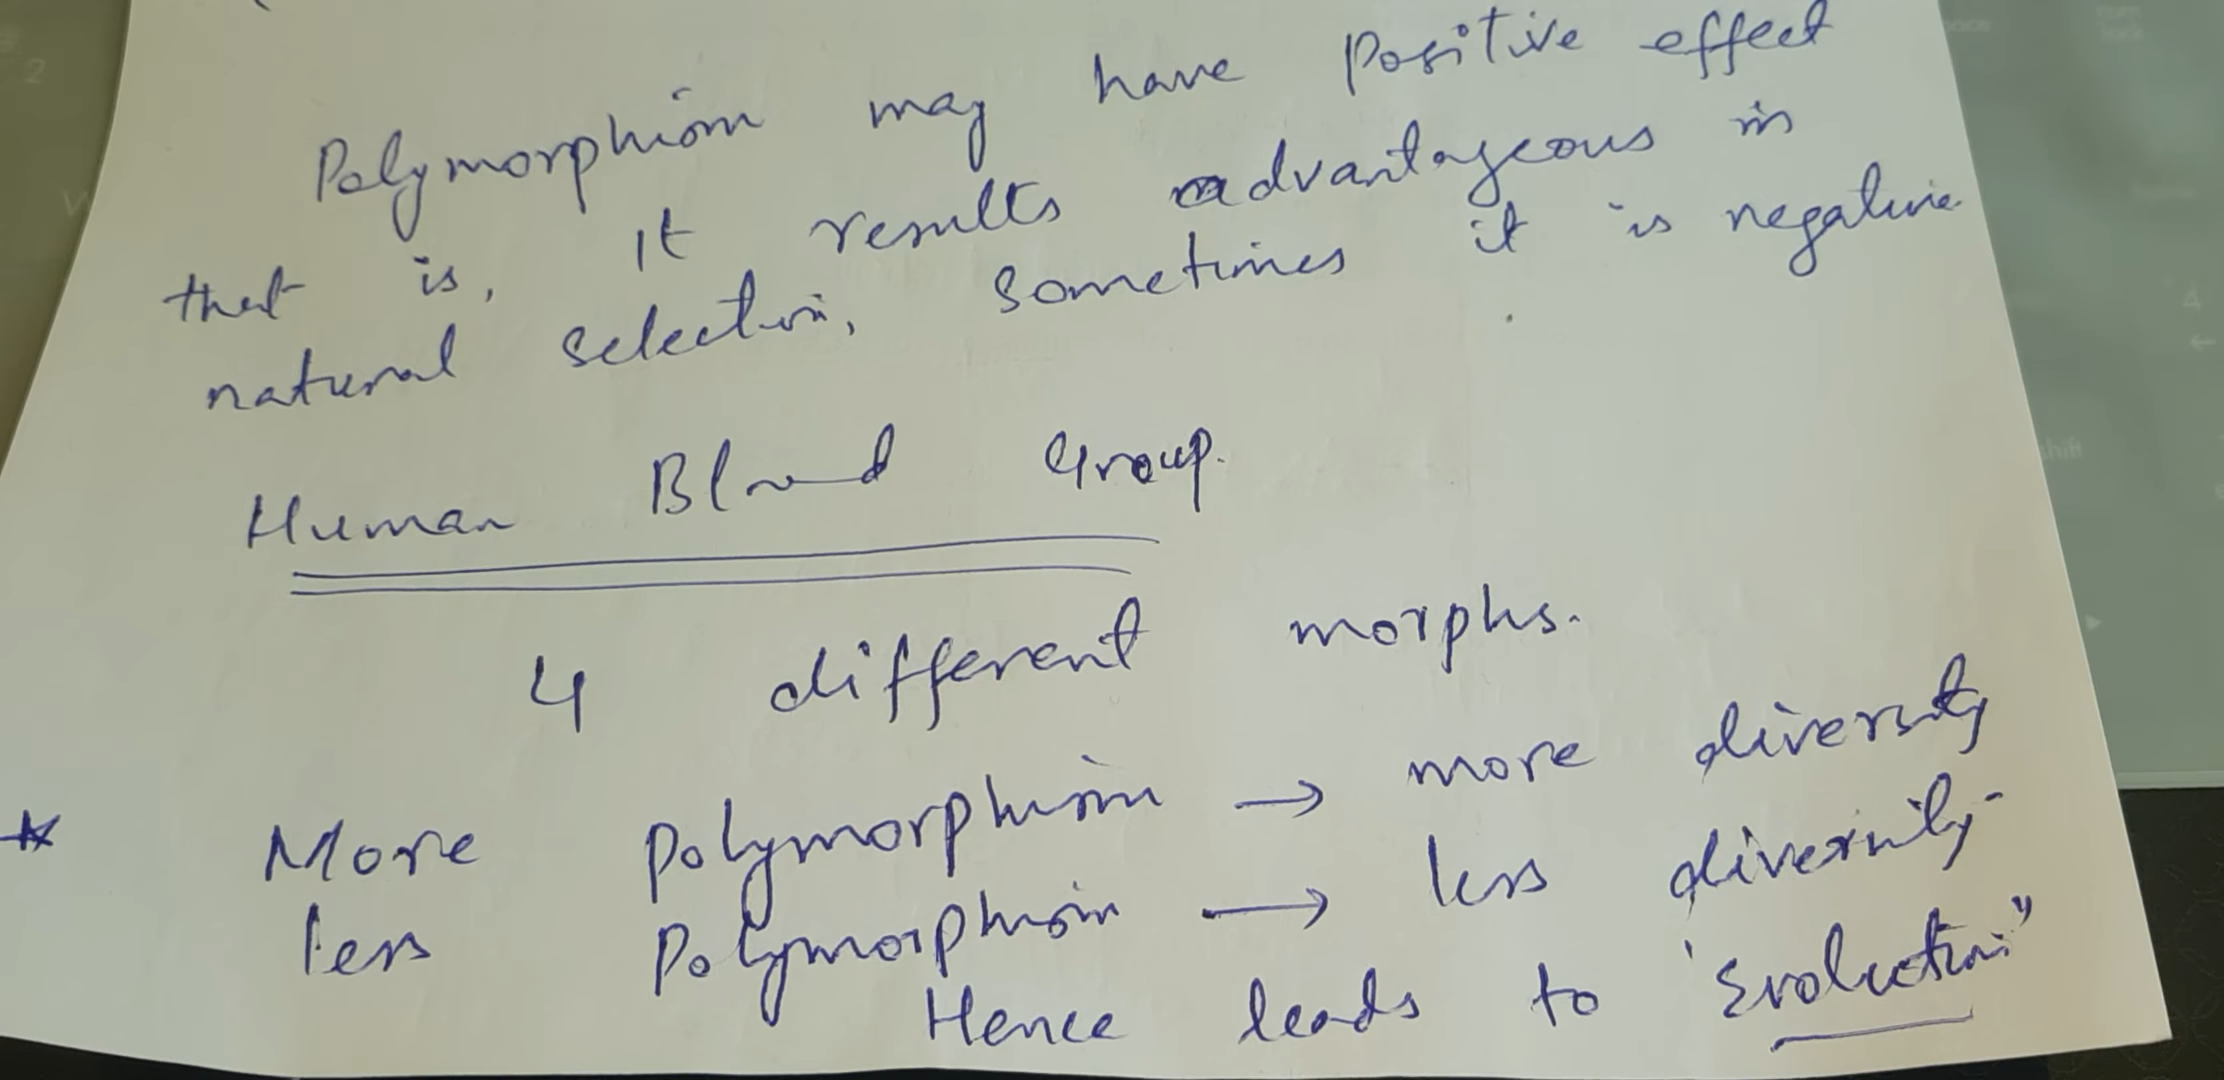 Polymorphism may have positive effect
that is, It results advantageous in
natural selection, sometimes it is negative
Human Blood Group.
4 different morphs.
* More polymorphism → more diversity
less polymorphism → less diversity
Hence leads to 'Evolution"